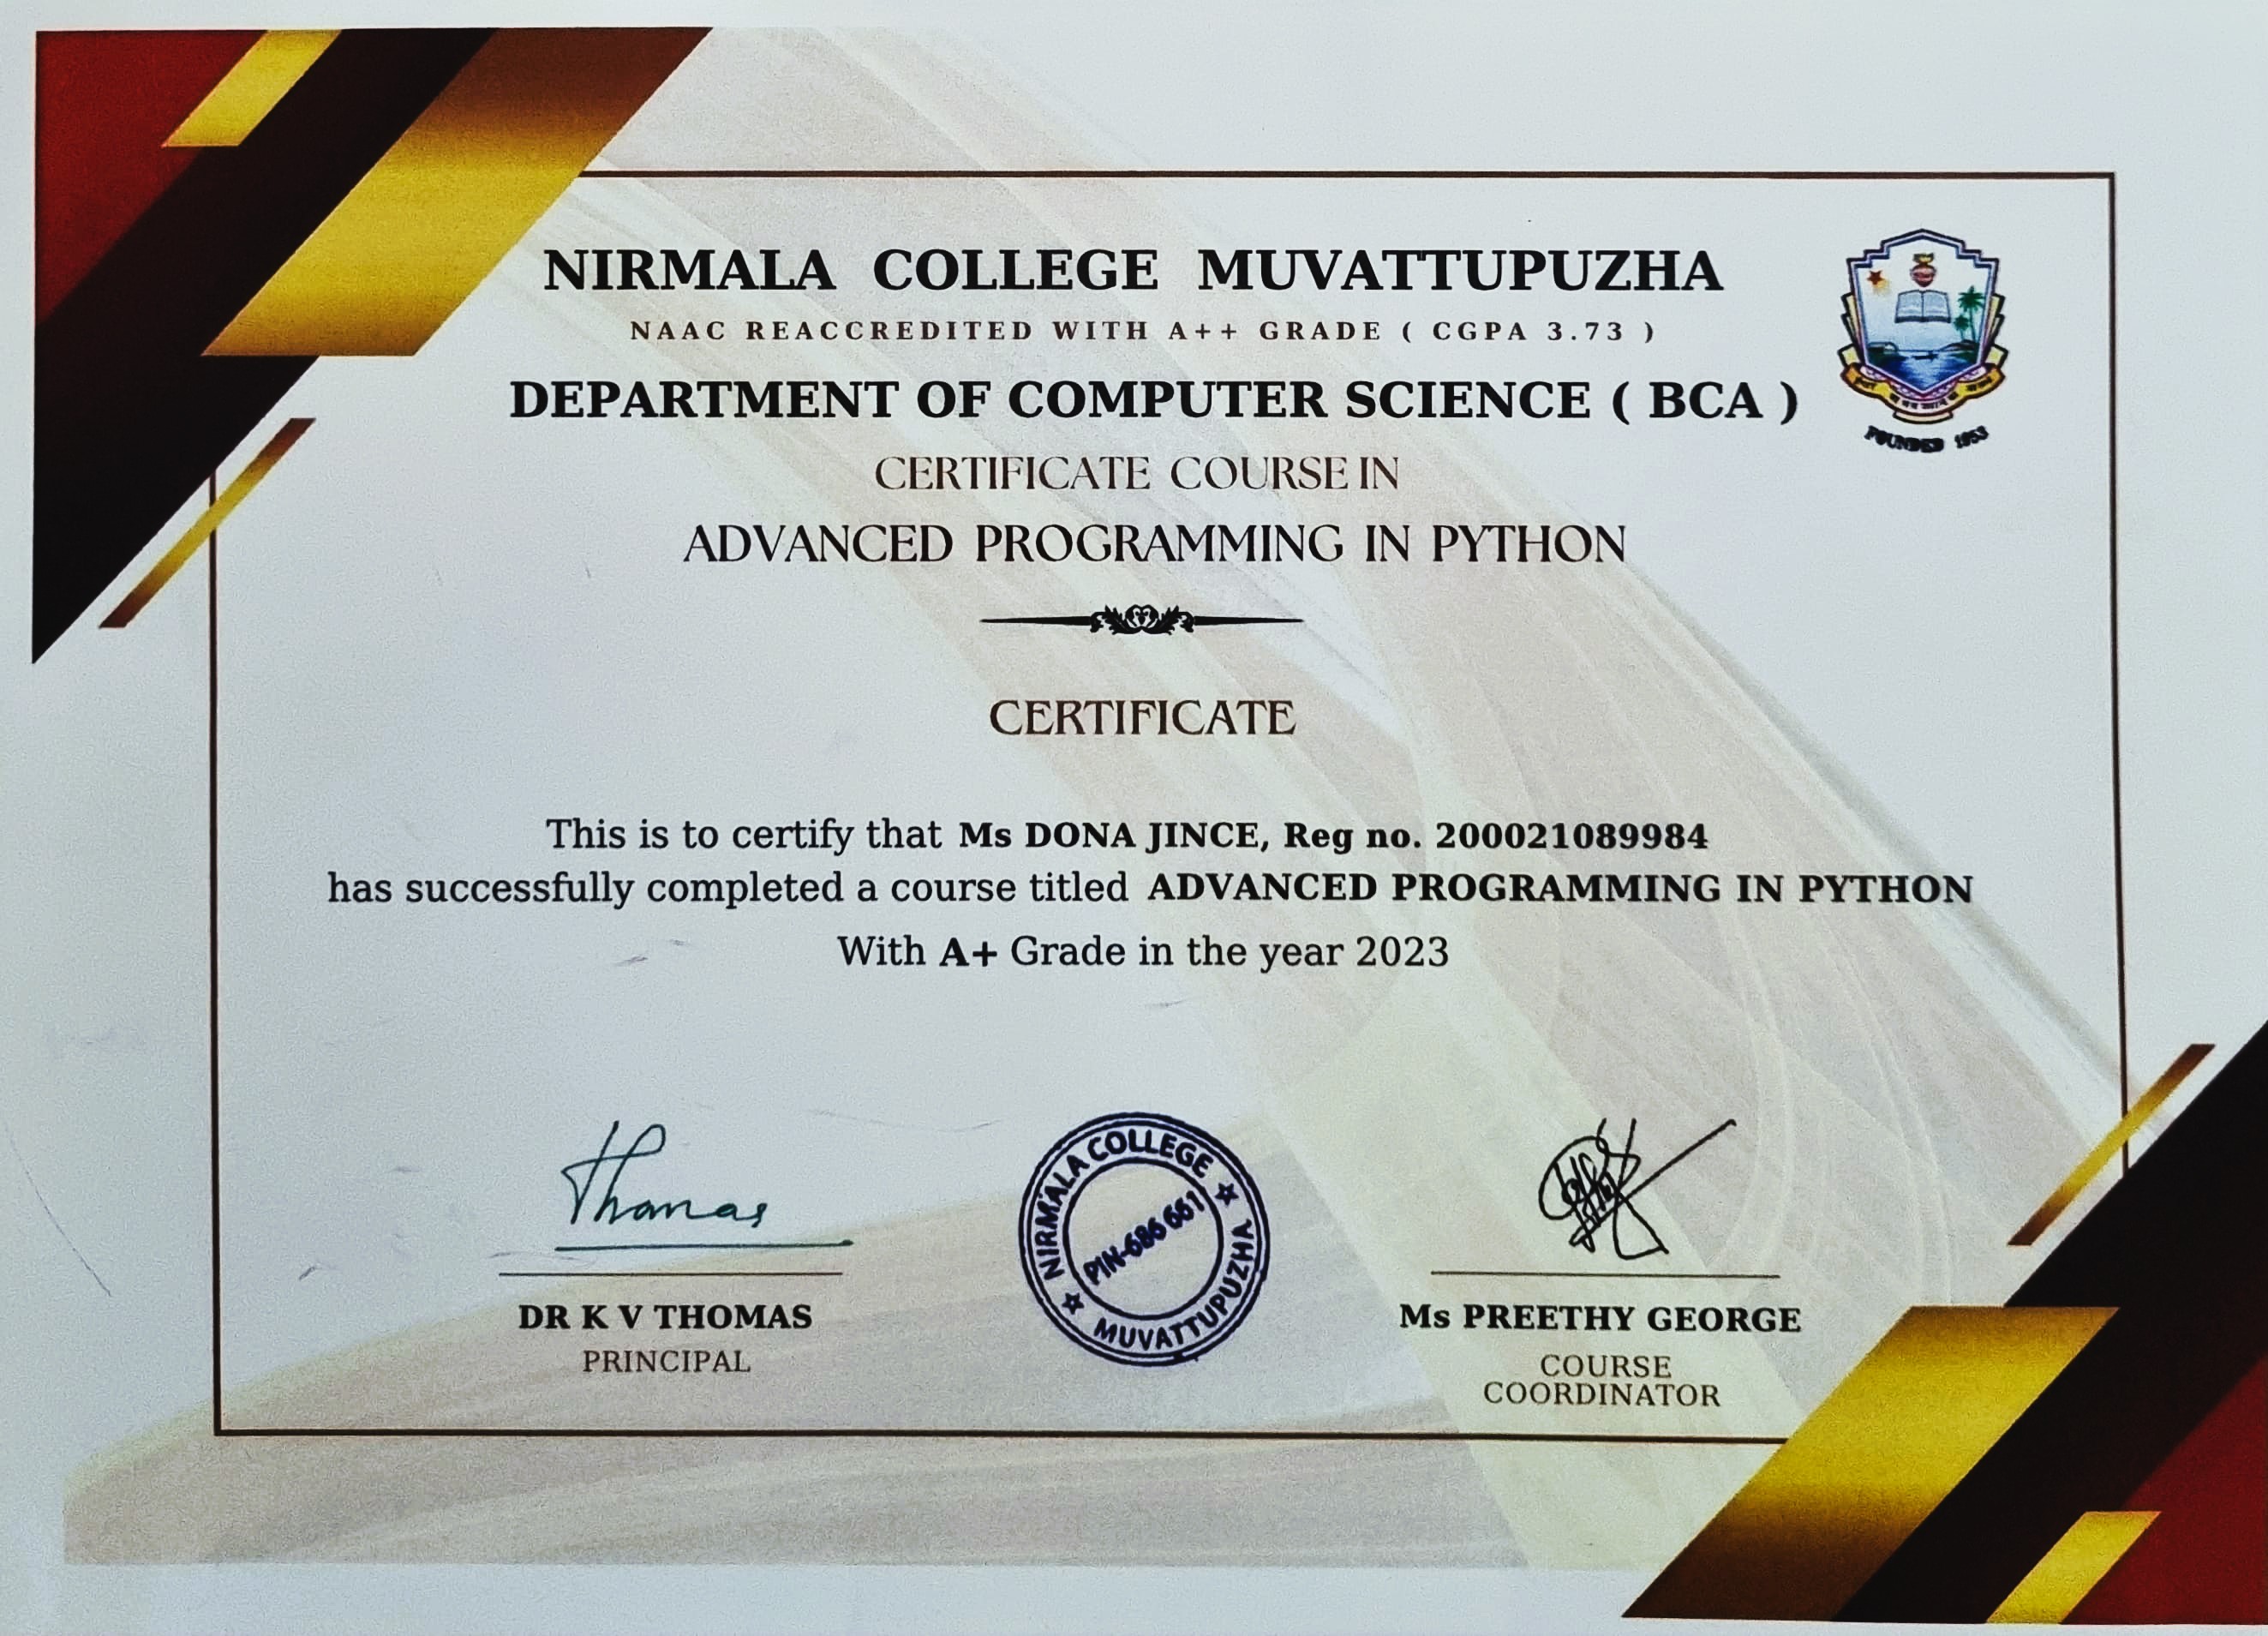 NIRMALA COLLEGE MUVATTUPUZHA
NAAC REACCREDITED WITH A++ GRADE ( CGPA 3.73 )
DEPARTMENT OF COMPUTER SCIENCE ( BCA )
FOUNDED 1953
CERTIFICATE COURSE IN
ADVANCED PROGRAMMING IN PYTHON
CERTIFICATE
This is to certify that Ms DONA JINCE, Reg no. 200021089984
has successfully completed a course titled ADVANCED PROGRAMMING IN PYTHON
With A+ Grade in the year 2023
Thomas
NIRMALA COLLEGE
PIN-686 661
MUVATTUPUZHA
DR K V THOMAS
PRINCIPAL
Ms PREETHY GEORGE
COURSE
COORDINATOR